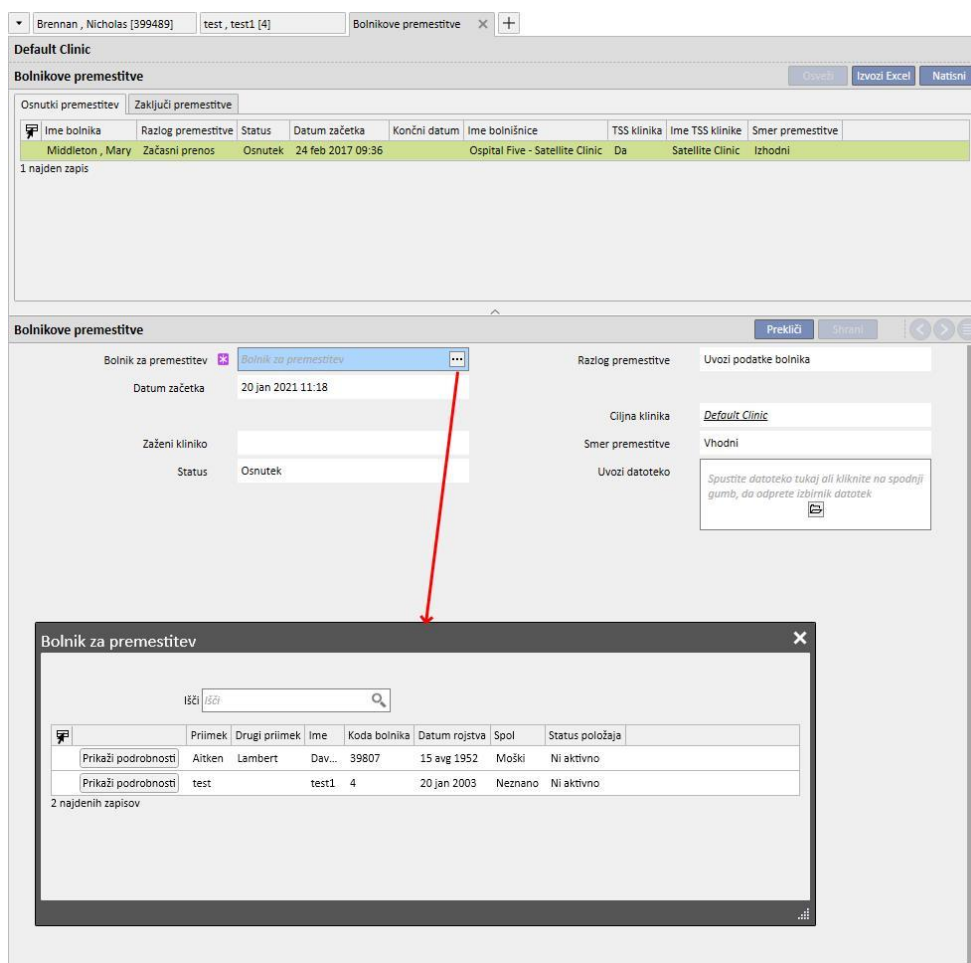 Brennan , Nicholas [399489] test , test1 [4] Bolnikove premestitve
Default Clinic
Bolnikove premestitve Osveži Izvozi Excel Natisni
Osnutki premestitev Zaključi premestitve
Ime bolnika Razlog premestitve Status Datum začetka Končni datum Ime bolnišnice TSS klinika Ime TSS klinike Smer premestitve
Middleton , Mary Začasni prenos Osnutek 24 feb 2017 09:36 Ospital Five - Satellite Clinic Da Satellite Clinic Izhodni
1 najden zapis
Bolnikove premestitve Prekliči Shrani
Bolnik za premestitev Bolnik za premestitev ... Razlog premestitve Uvozi podatke bolnika
Datum začetka 20 jan 2021 11:18
Ciljna klinika Default Clinic
Zaženi kliniko Smer premestitve Vhodni
Status Osnutek Uvozi datoteko
Spustite datoteko tukaj ali kliknite na spodnji
gumb, da odprete izbirnik datotek
Bolnik za premestitev
Išči Išči
Priimek Drugi priimek Ime Koda bolnika Datum rojstva Spol Status položaja
Prikaži podrobnosti Aitken Lambert Dav... 39807 15 avg 1952 Moški Ni aktivno
Prikaži podrobnosti test test1 4 20 jan 2003 Neznano Ni aktivno
2 najdenih zapisov